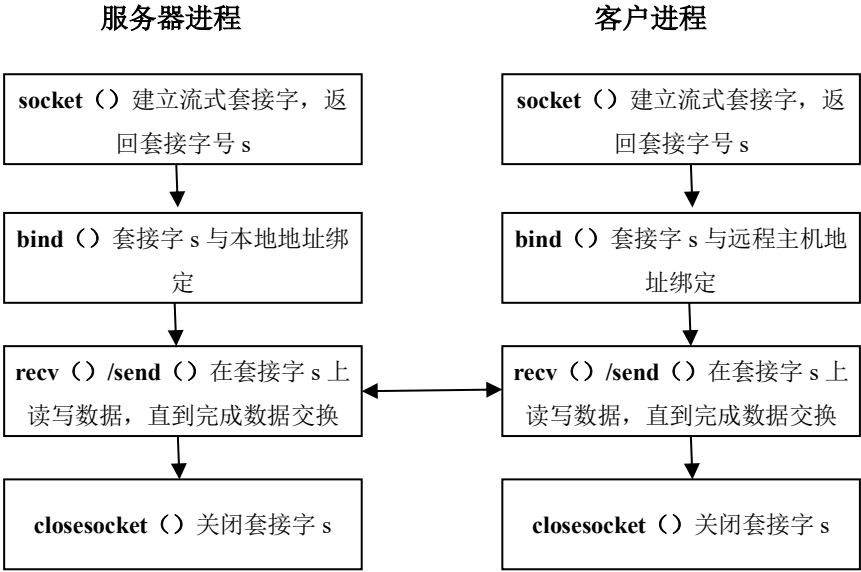 服务器进程
socket（）建立流式套接字，返
回套接字号 s
bind（）套接字 s 与本地地址绑
定
recv（）/send（）在套接字 s 上
读写数据，直到完成数据交换
closesocket（）关闭套接字 s
客户进程
socket（）建立流式套接字，返
回套接字号 s
bind（）套接字 s 与远程主机地
址绑定
recv（）/send（）在套接字 s 上
读写数据，直到完成数据交换
closesocket（）关闭套接字 s